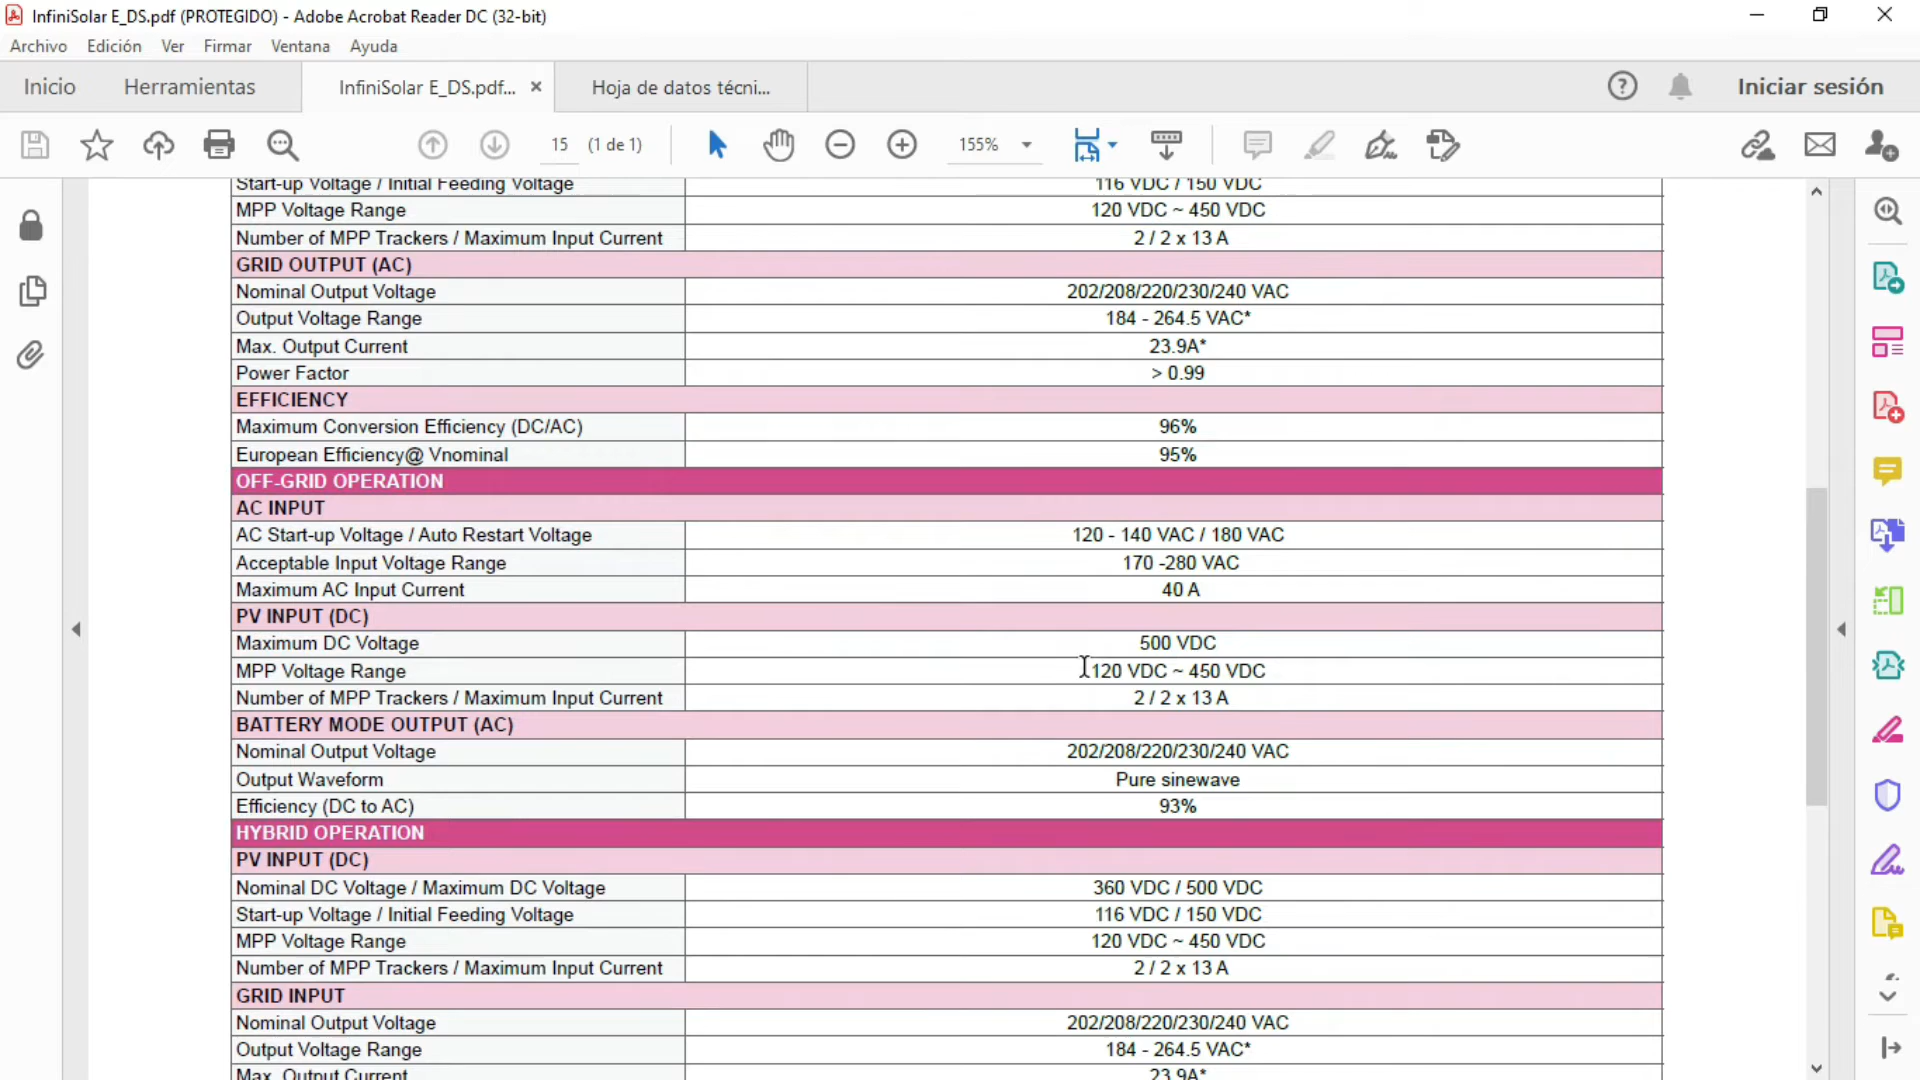 InfiniSolar E_DS.pdf (PROTEGIDO) - Adobe Acrobat Reader DC (32-bit)
Archivo Edición Ver Firmar Ventana Ayuda
Inicio Herramientas InfiniSolar E_DS.pdf... × Hoja de datos técni... Iniciar sesión
15 (1 de 1) 155%
Start-up Voltage / Initial Feeding Voltage 116 VDC / 150 VDC
MPP Voltage Range 120 VDC ~ 450 VDC
Number of MPP Trackers / Maximum Input Current 2 / 2 x 13 A
GRID OUTPUT (AC)
Nominal Output Voltage 202/208/220/230/240 VAC
Output Voltage Range 184 - 264.5 VAC*
Max. Output Current 23.9A*
Power Factor > 0.99
EFFICIENCY
Maximum Conversion Efficiency (DC/AC) 96%
European Efficiency@ Vnominal 95%
OFF-GRID OPERATION
AC INPUT
AC Start-up Voltage / Auto Restart Voltage 120 - 140 VAC / 180 VAC
Acceptable Input Voltage Range 170 -280 VAC
Maximum AC Input Current 40 A
PV INPUT (DC)
Maximum DC Voltage 500 VDC
MPP Voltage Range 120 VDC ~ 450 VDC
Number of MPP Trackers / Maximum Input Current 2 / 2 x 13 A
BATTERY MODE OUTPUT (AC)
Nominal Output Voltage 202/208/220/230/240 VAC
Output Waveform Pure sinewave
Efficiency (DC to AC) 93%
HYBRID OPERATION
PV INPUT (DC)
Nominal DC Voltage / Maximum DC Voltage 360 VDC / 500 VDC
Start-up Voltage / Initial Feeding Voltage 116 VDC / 150 VDC
MPP Voltage Range 120 VDC ~ 450 VDC
Number of MPP Trackers / Maximum Input Current 2 / 2 x 13 A
GRID INPUT
Nominal Output Voltage 202/208/220/230/240 VAC
Output Voltage Range 184 - 264.5 VAC*
Max. Output Current 23.9A*